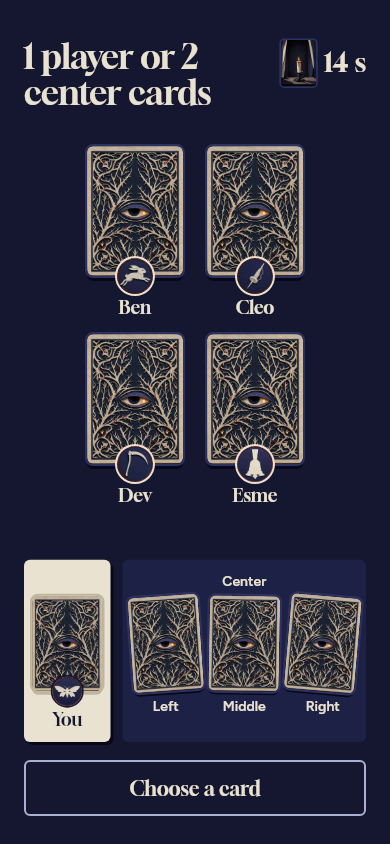 1 player or 2
center cards
14 s
Ben
Cleo
Dev
Esme
Center
You
Left
Middle
Right
Choose a card